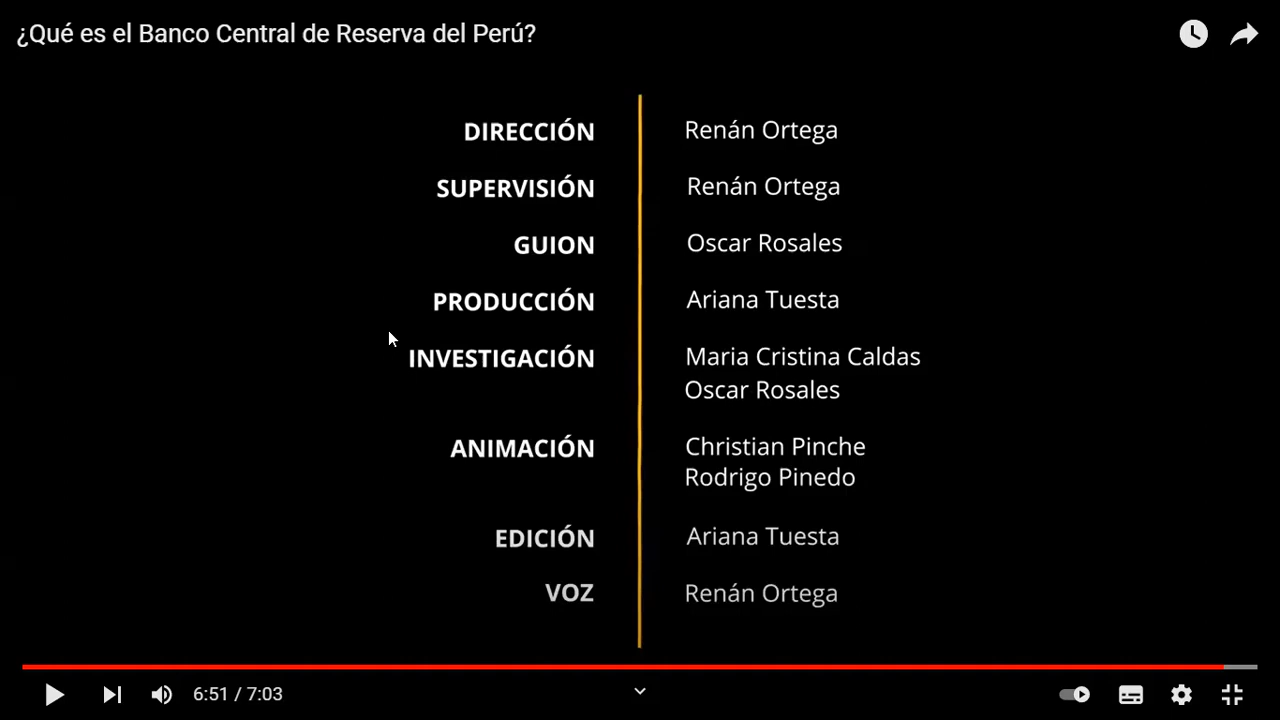 ¿Qué es el Banco Central de Reserva del Perú?
DIRECCIÓN Renán Ortega
SUPERVISIÓN Renán Ortega
GUION Oscar Rosales
PRODUCCIÓN Ariana Tuesta
INVESTIGACIÓN Maria Cristina Caldas
Oscar Rosales
ANIMACIÓN Christian Pinche
Rodrigo Pinedo
EDICIÓN Ariana Tuesta
VOZ Renán Ortega
6:51 / 7:03